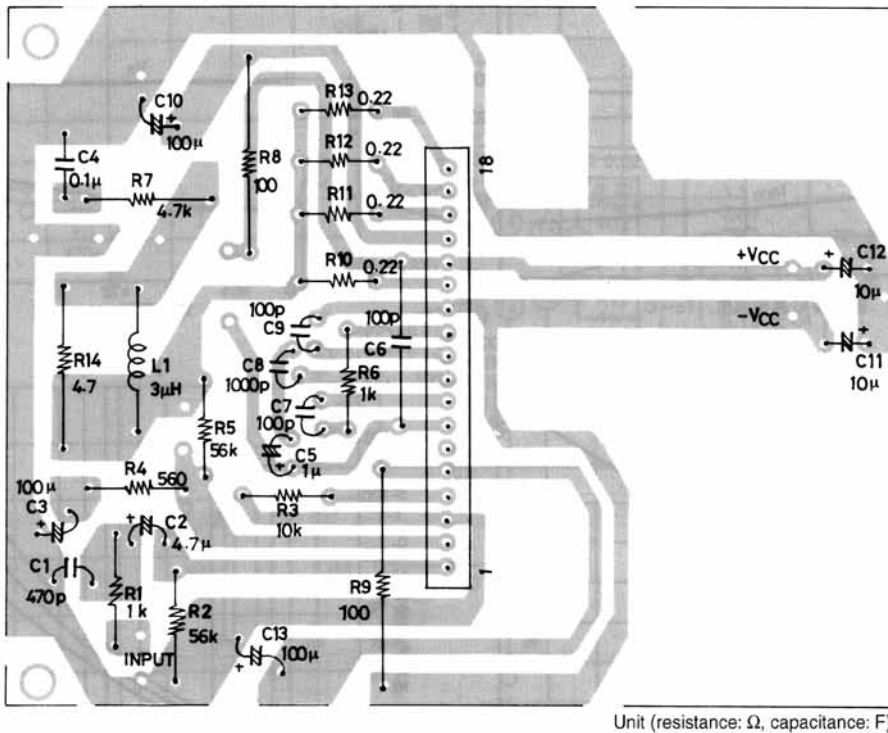 C10
100µ
C4
0.1µ
R7
4.7k
R8
100
R13
0.22
R12
0.22
R11
0.22
R10
0.22
18
+VCC
C12
10µ
−VCC
C11
10µ
100p
C9
100p
C6
C8
1000p
R6
1k
C7
100p
R14
4.7
L1
3µH
R5
56k
C5
1µ
R4
560
100µ
C3
C2
4.7µ
R3
10k
C1
470p
R1
1k
R2
56k
R9
100
1
INPUT
C13
100µ
Unit (resistance: Ω, capacitance: F)